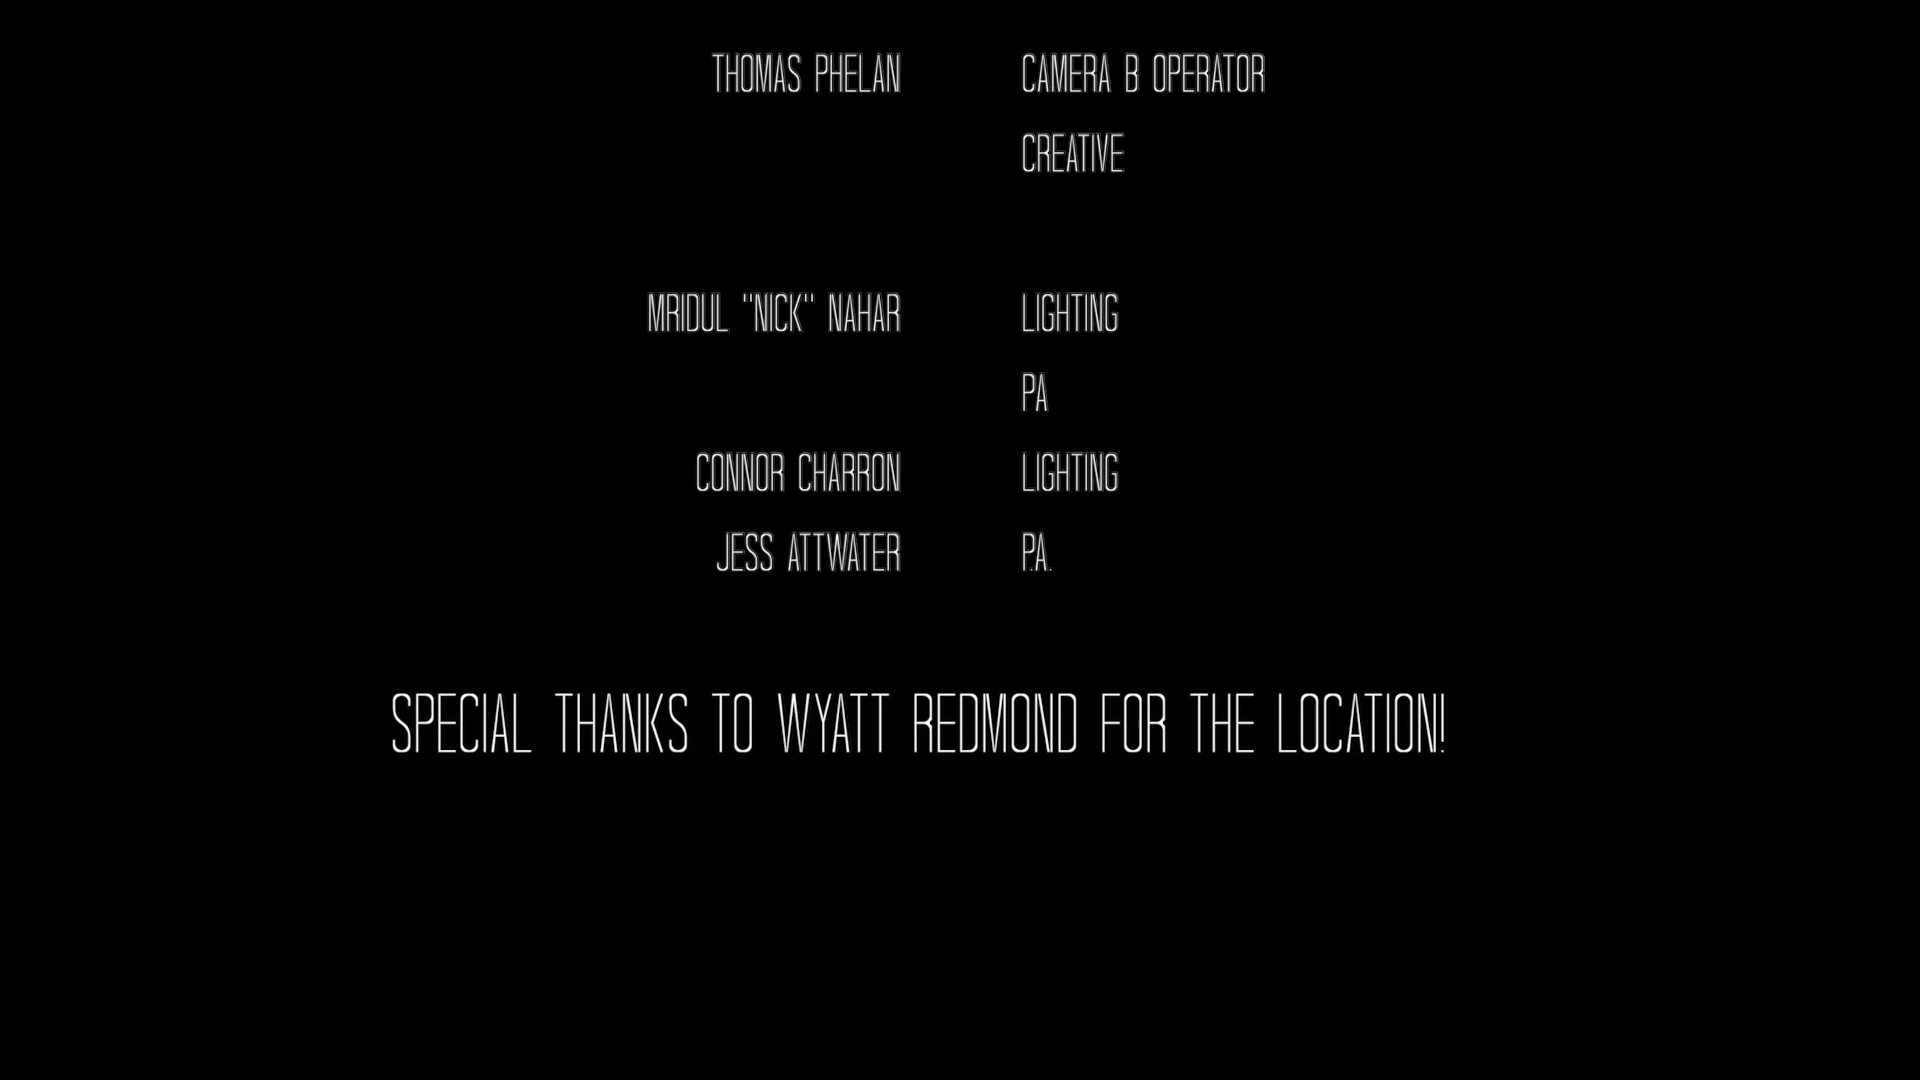 THOMAS PHELAN CAMERA B OPERATOR
CREATIVE
MRIDUL "NICK" NAHAR LIGHTING
PA
CONNOR CHARRON LIGHTING
JESS ATTWATER P.A.
SPECIAL THANKS TO WYATT REDMOND FOR THE LOCATION!